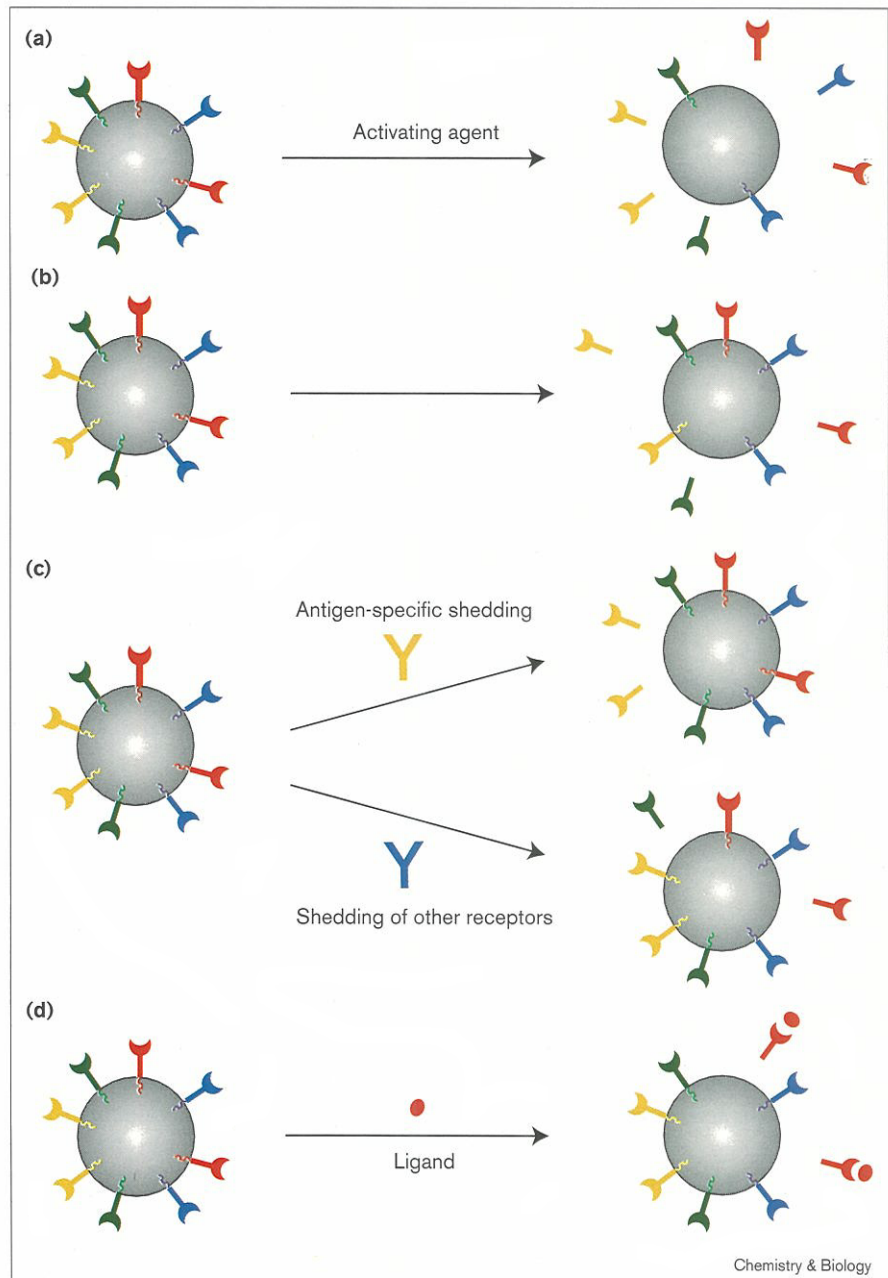 (a)
Activating agent
(b)
(c)
Antigen-specific shedding
Shedding of other receptors
(d)
Ligand
Chemistry & Biology